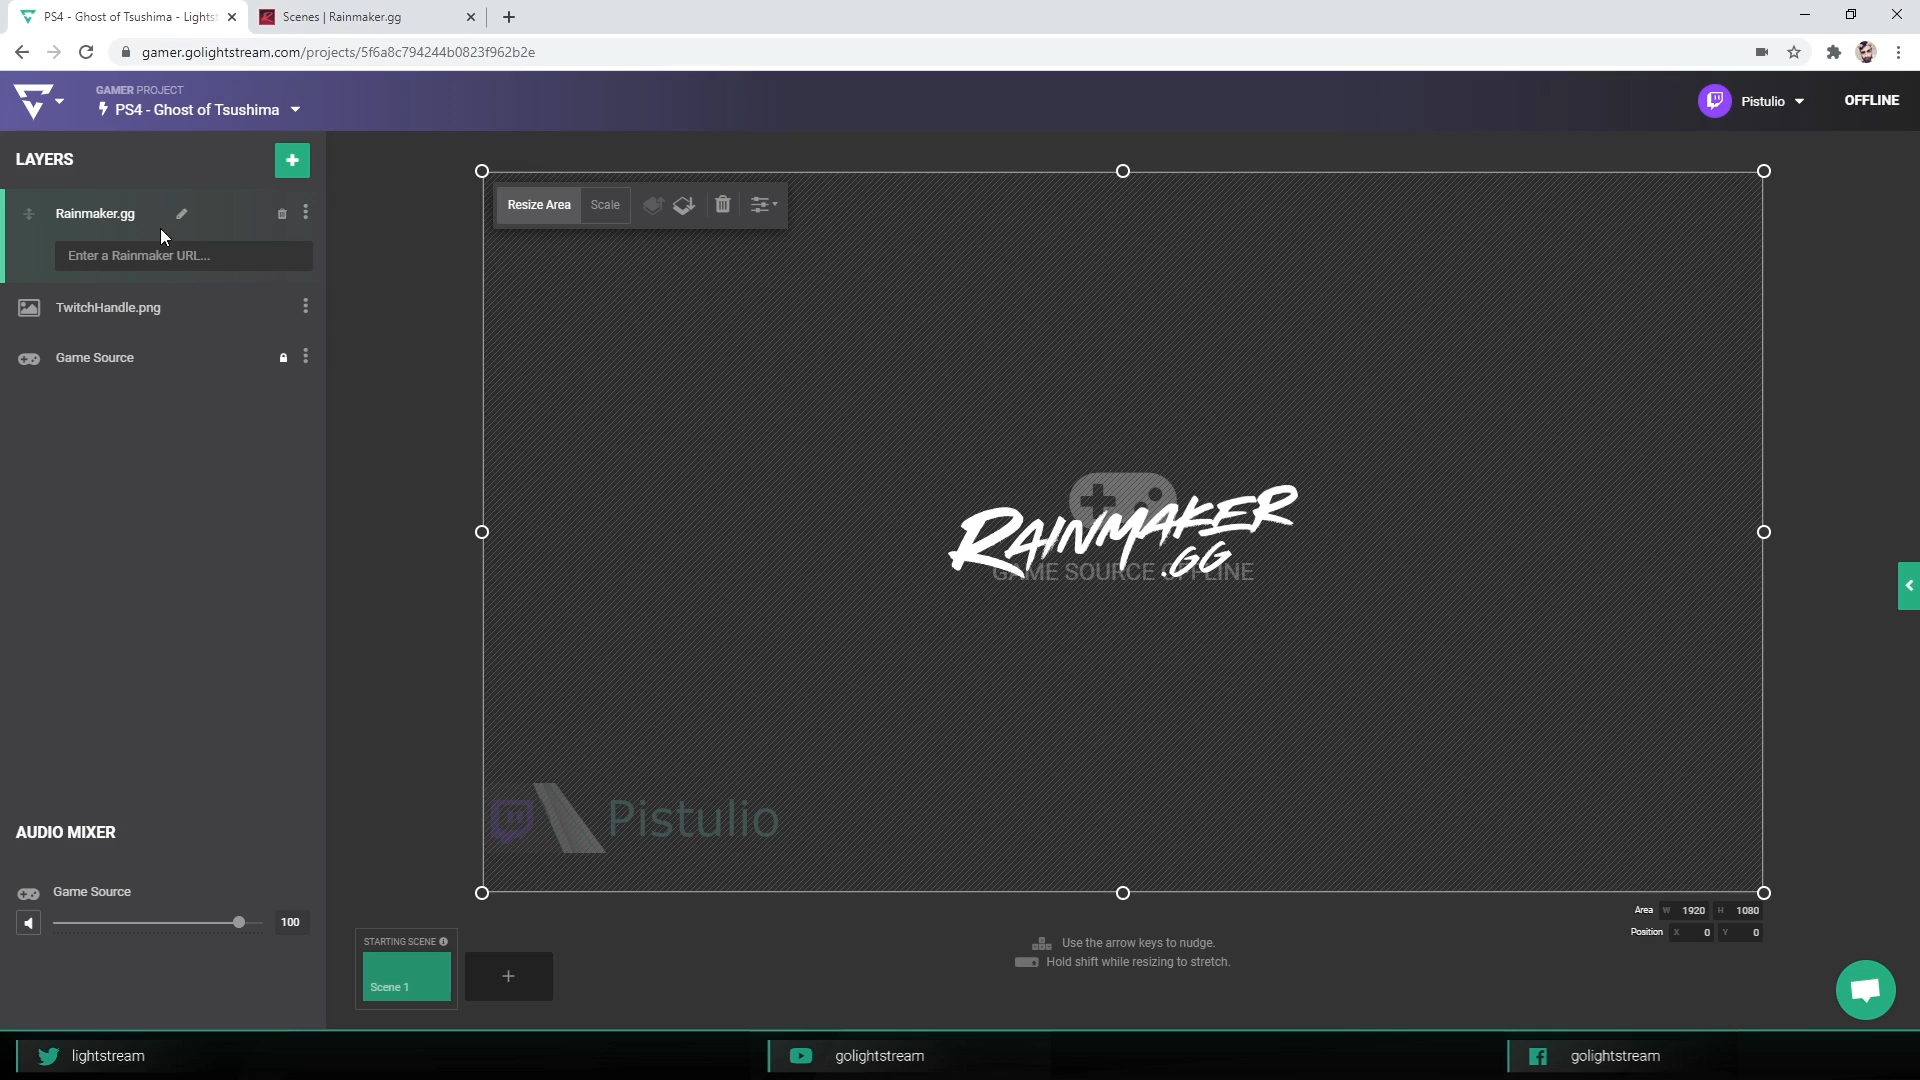 PS4 - Ghost of Tsushima - Lights
Scenes | Rainmaker.gg
gamer.golightstream.com/projects/5f6a8c794244b0823f962b2e
GAMER PROJECT
PS4 - Ghost of Tsushima
Pistulio
OFFLINE
LAYERS
Rainmaker.gg
Enter a Rainmaker URL...
TwitchHandle.png
Game Source
Resize Area
Scale
RAINMAKER
.GG
GAME SOURCE OFFLINE
Pistulio
AUDIO MIXER
Game Source
100
Area W 1920 H 1080
Position X 0 Y 0
STARTING SCENE
Scene 1
Use the arrow keys to nudge.
Hold shift while resizing to stretch.
lightstream
golightstream
golightstream